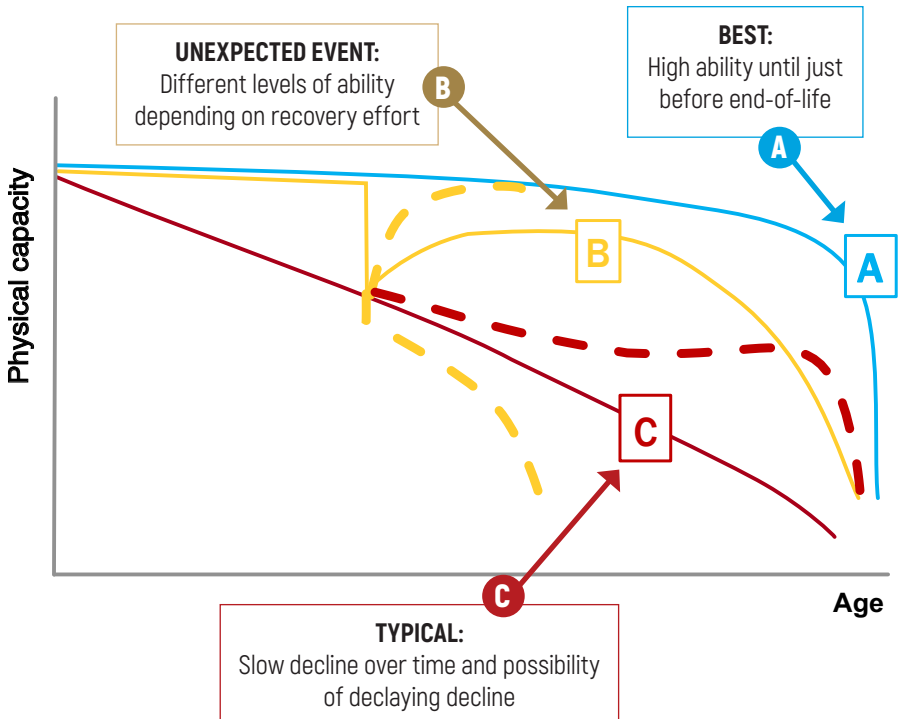 UNEXPECTED EVENT:
Different levels of ability
depending on recovery effort
B
BEST:
High ability until just
before end-of-life
A
Physical capacity
B
A
C
C
Age
TYPICAL:
Slow decline over time and possibility
of declaying decline